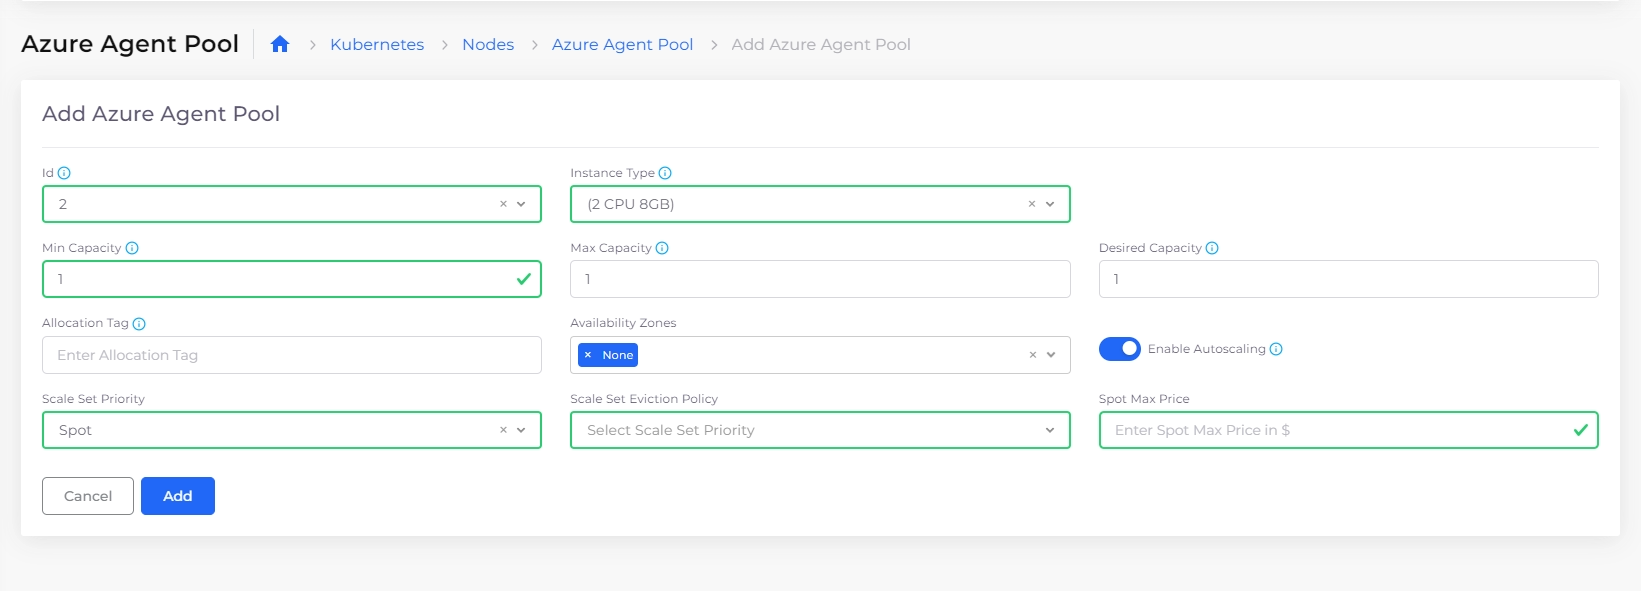 Azure Agent Pool > Kubernetes > Nodes > Azure Agent Pool > Add Azure Agent Pool
Add Azure Agent Pool
Id Instance Type
2 × (2 CPU 8GB) ×
Min Capacity Max Capacity Desired Capacity
1 1 1
Allocation Tag Availability Zones
Enter Allocation Tag × None × Enable Autoscaling
Scale Set Priority Scale Set Eviction Policy Spot Max Price
Spot × Select Scale Set Priority Enter Spot Max Price in $
Cancel Add